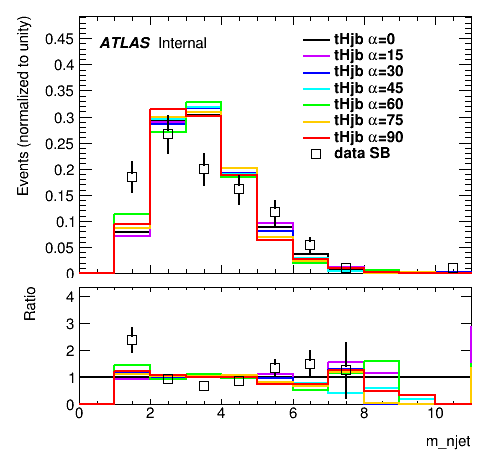 ATLAS Internal
tHjb α=0
tHjb α=15
tHjb α=30
tHjb α=45
tHjb α=60
tHjb α=75
tHjb α=90
data SB
Events (normalized to unity)
0.45
0.4
0.35
0.3
0.25
0.2
0.15
0.1
0.05
0
Ratio
4
3
2
1
0
0 2 4 6 8 10
m_njet